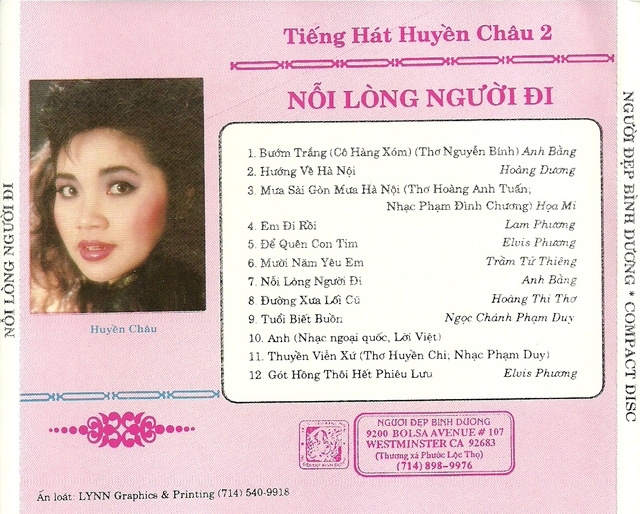 Tiếng Hát Huyền Châu 2
NỖI LÒNG NGƯỜI ĐI
1. Bướm Trắng (Cô Hàng Xóm) (Thơ Nguyễn Bính) Anh Bằng
2. Hướng Về Hà Nội Hoàng Dương
3. Mưa Sài Gòn Mưa Hà Nội (Thơ Hoàng Anh Tuấn;
Nhạc Phạm Đình Chương) Họa Mi
4. Em Đi Rồi Lam Phương
5. Để Quên Con Tim Elvis Phương
6. Mười Năm Yêu Em Trầm Tử Thiêng
7. Nỗi Lòng Người Đi Anh Bằng
8. Đường Xưa Lối Cũ Hoàng Thi Thơ
9. Tuổi Biết Buồn Ngọc Chánh Phạm Duy
10. Anh (Nhạc ngoại quốc, Lời Việt)
11. Thuyền Viễn Xứ (Thơ Huyền Chi; Nhạc Phạm Duy)
12. Gót Hồng Thôi Hết Phiêu Lưu Elvis Phương
Huyền Châu
NGƯỜI ĐẸP BÌNH DƯƠNG
9200 BOLSA AVENUE # 107
WESTMINSTER CA 92683
(Thương xá Phước Lộc Thọ)
(714) 898-9976
Ấn loát: LYNN Graphics & Printing (714) 540-9918
NỖI LÒNG NGƯỜI ĐI
NGƯỜI ĐẸP BÌNH DƯƠNG * COMPACT DISC